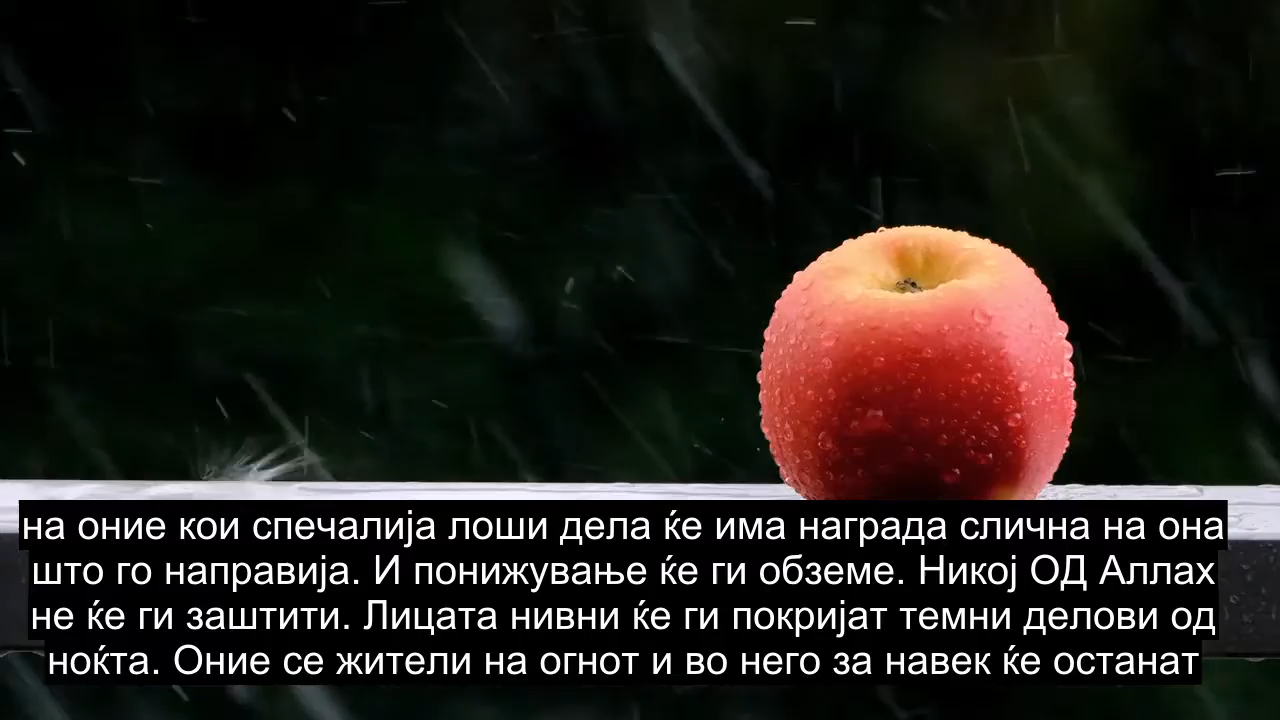 на оние кои спечалија лоши дела ќе има награда слична на она
што го направија. И понижување ќе ги обземе. Никој ОД Аллах
не ќе ги заштити. Лицата нивни ќе ги покријат темни делови од
ноќта. Оние се жители на огнот и во него за навек ќе останат